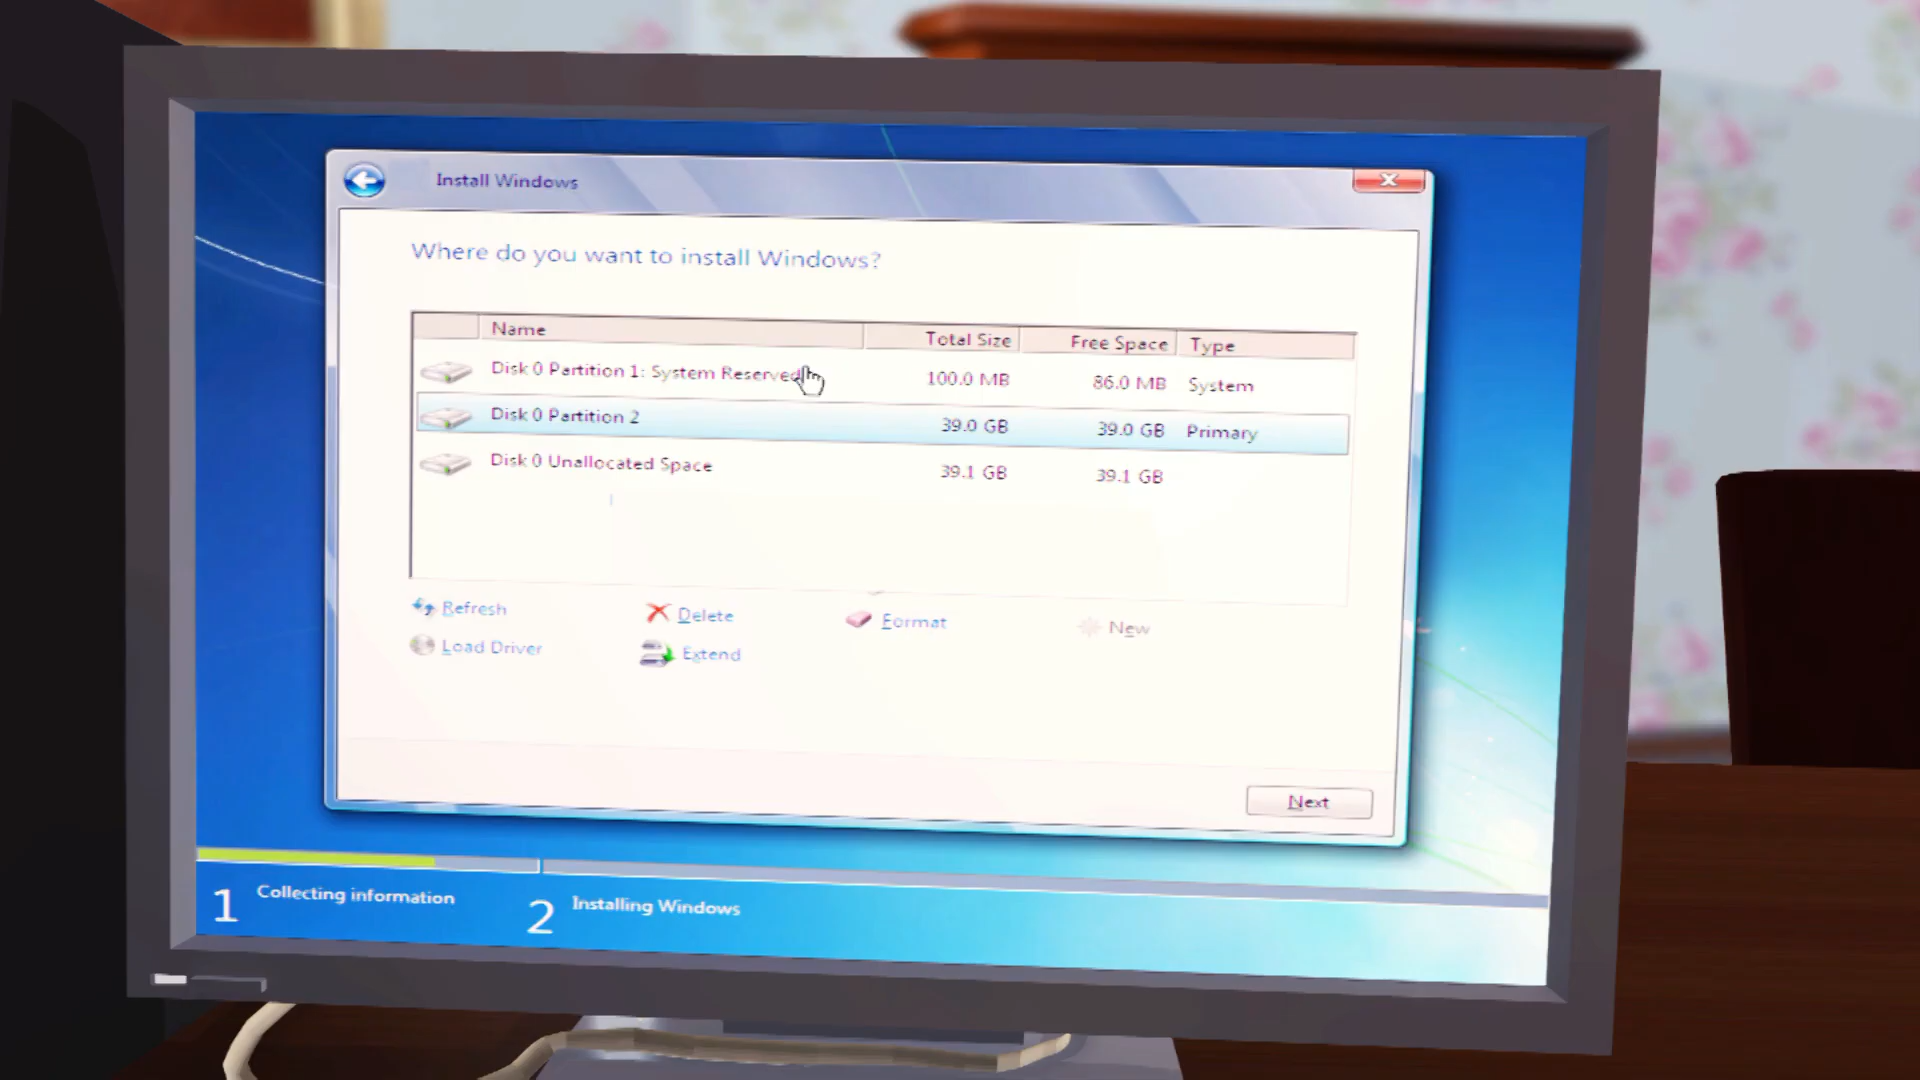 Install Windows
Where do you want to install Windows?
Name Total Size Free Space Type
Disk 0 Partition 1: System Reserved 100.0 MB 86.0 MB System
Disk 0 Partition 2 39.0 GB 39.0 GB Primary
Disk 0 Unallocated Space 39.1 GB 39.1 GB
Refresh Delete Format New
Load Driver Extend
Next
1 Collecting information 2 Installing Windows